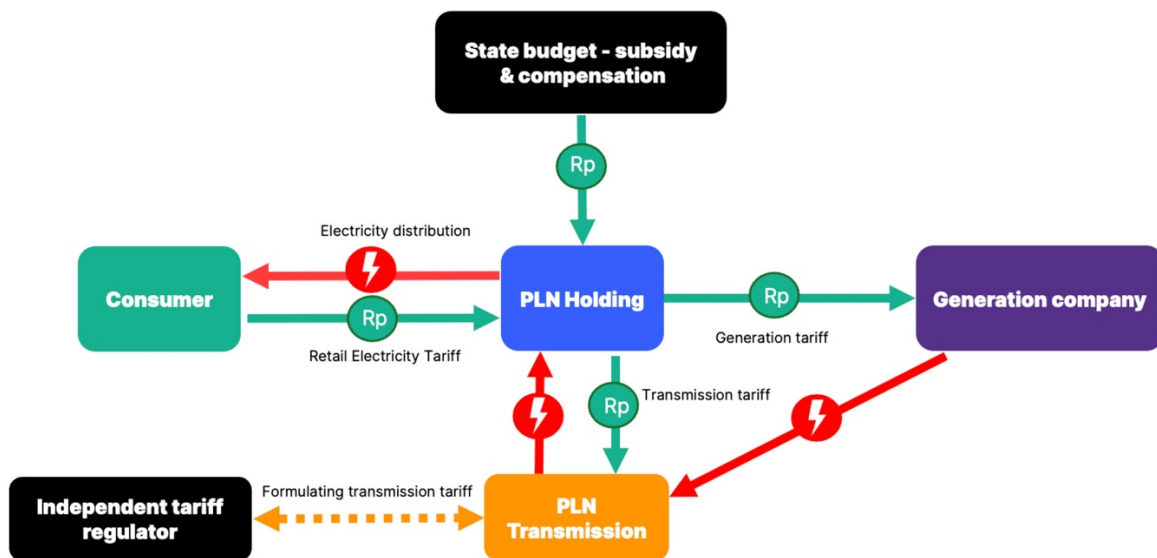 State budget - subsidy
& compensation
Rp
Electricity distribution
Consumer
Rp
Retail Electricity Tariff
PLN Holding
Rp
Generation tariff
Generation company
Rp
Transmission tariff
Independent tariff
regulator
Formulating transmission tariff
PLN
Transmission